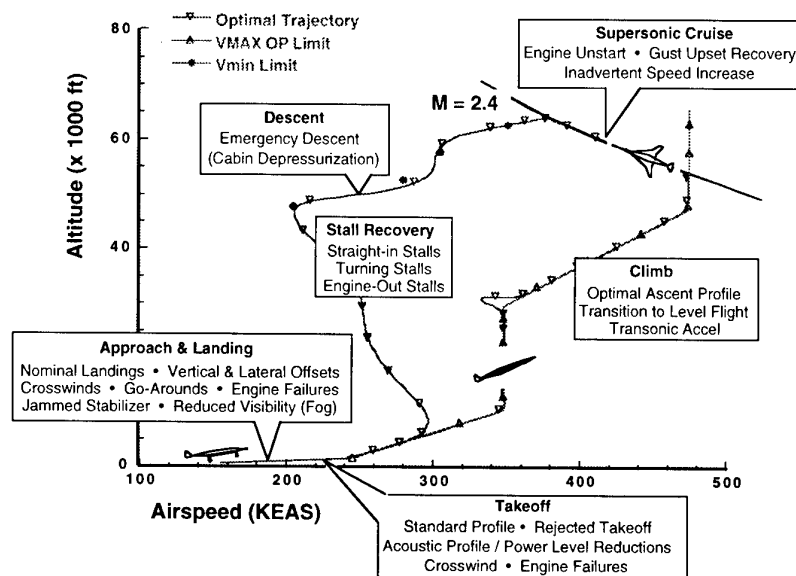 Optimal Trajectory
VMAX OP Limit
Vmin Limit
Supersonic Cruise
Engine Unstart • Gust Upset Recovery
Inadvertent Speed Increase
M = 2.4
Descent
Emergency Descent
(Cabin Depressurization)
Stall Recovery
Straight-in Stalls
Turning Stalls
Engine-Out Stalls
Climb
Optimal Ascent Profile
Transition to Level Flight
Transonic Accel
Approach & Landing
Nominal Landings • Vertical & Lateral Offsets
Crosswinds • Go-Arounds • Engine Failures
Jammed Stabilizer • Reduced Visibility (Fog)
Takeoff
Standard Profile • Rejected Takeoff
Acoustic Profile / Power Level Reductions
Crosswind • Engine Failures
Altitude (x 1000 ft)
80
60
40
0
100
200
300
400
500
Airspeed (KEAS)